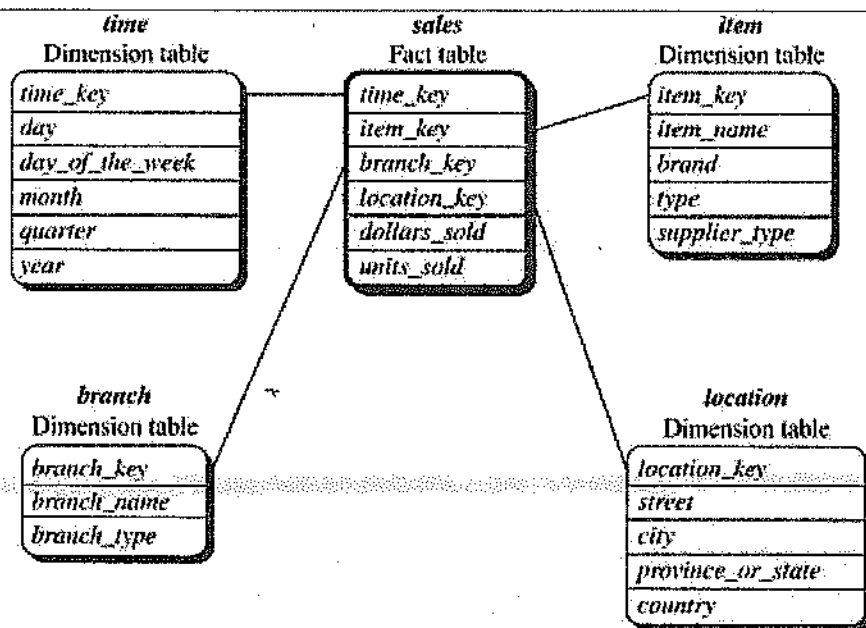 time
Dimension table
time_key
day
day_of_the_week
month
quarter
year
sales
Fact table
time_key
item_key
branch_key
location_key
dollars_sold
units_sold
item
Dimension table
item_key
item_name
brand
type
supplier_type
branch
Dimension table
branch_key
branch_name
branch_type
location
Dimension table
location_key
street
city
province_or_state
country